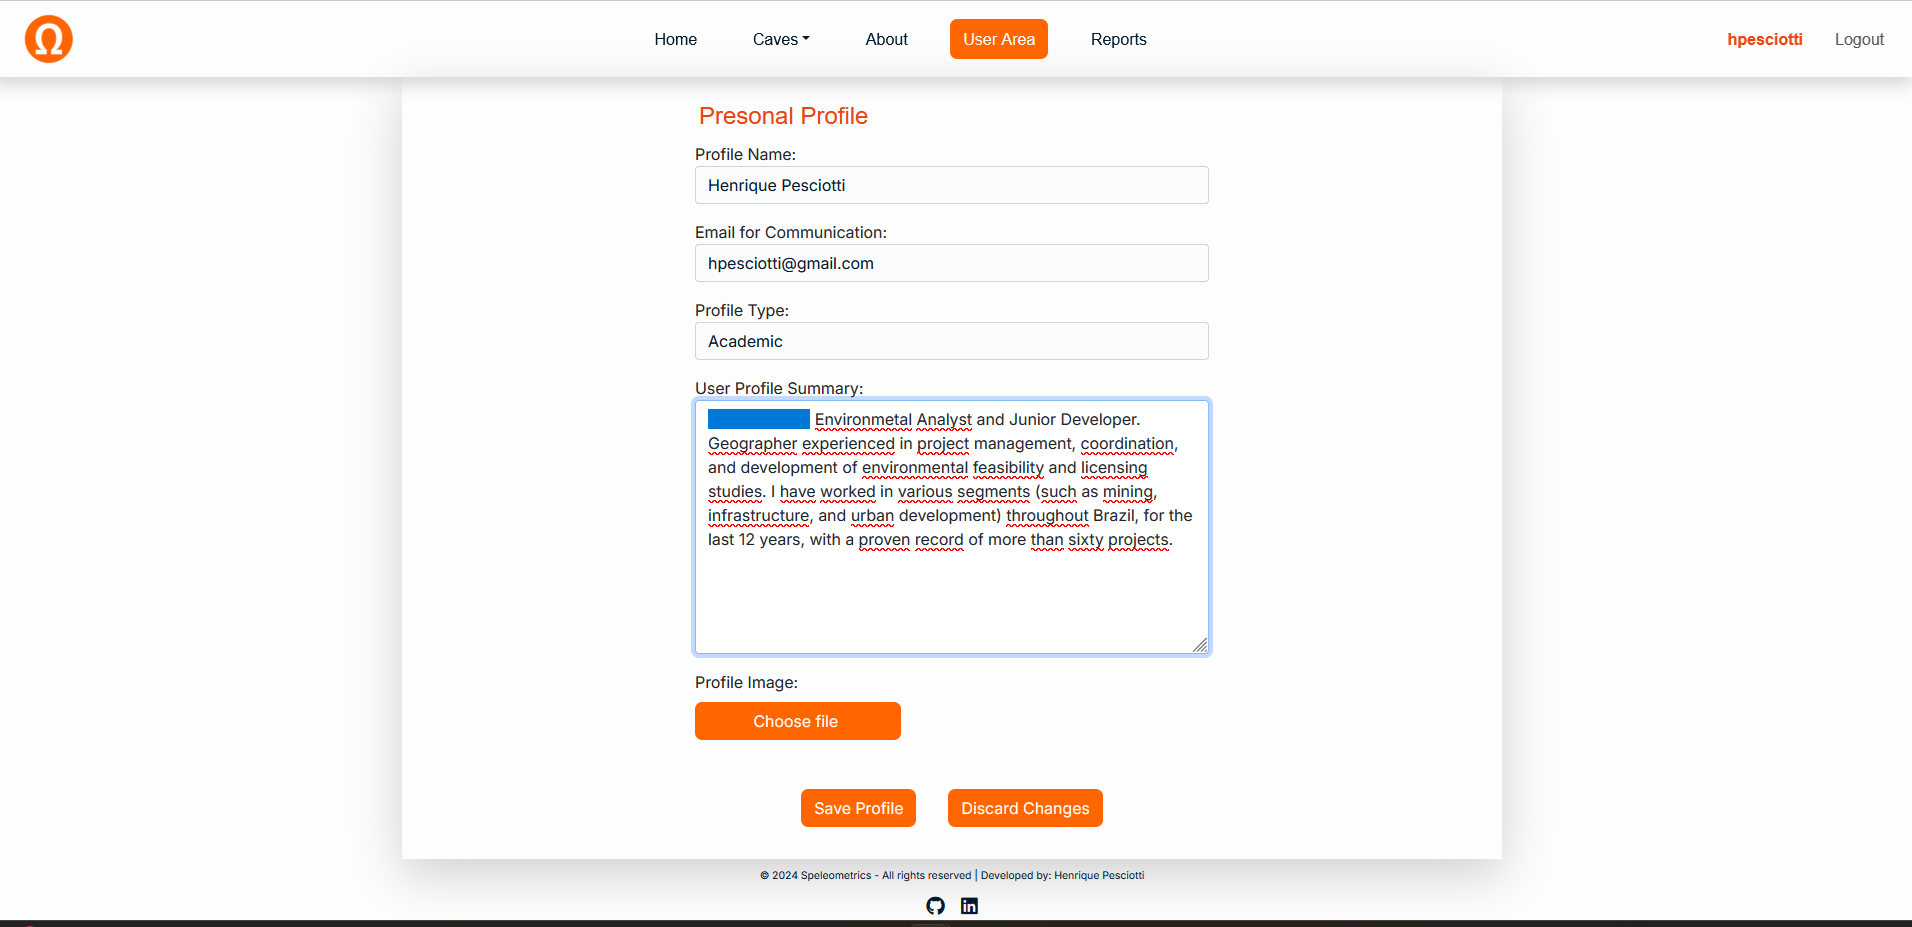 Ω
Home
Caves
About
User Area
Reports
hpesciotti
Logout
Presonal Profile
Profile Name:
Henrique Pesciotti
Email for Communication:
hpesciotti@gmail.com
Profile Type:
Academic
User Profile Summary:
Environmetal Analyst and Junior Developer.
Geographer experienced in project management, coordination,
and development of environmental feasibility and licensing
studies. I have worked in various segments (such as mining,
infrastructure, and urban development) throughout Brazil, for the
last 12 years, with a proven record of more than sixty projects.
Profile Image:
Choose file
Save Profile
Discard Changes
© 2024 Speleometrics - All rights reserved | Developed by: Henrique Pesciotti
in